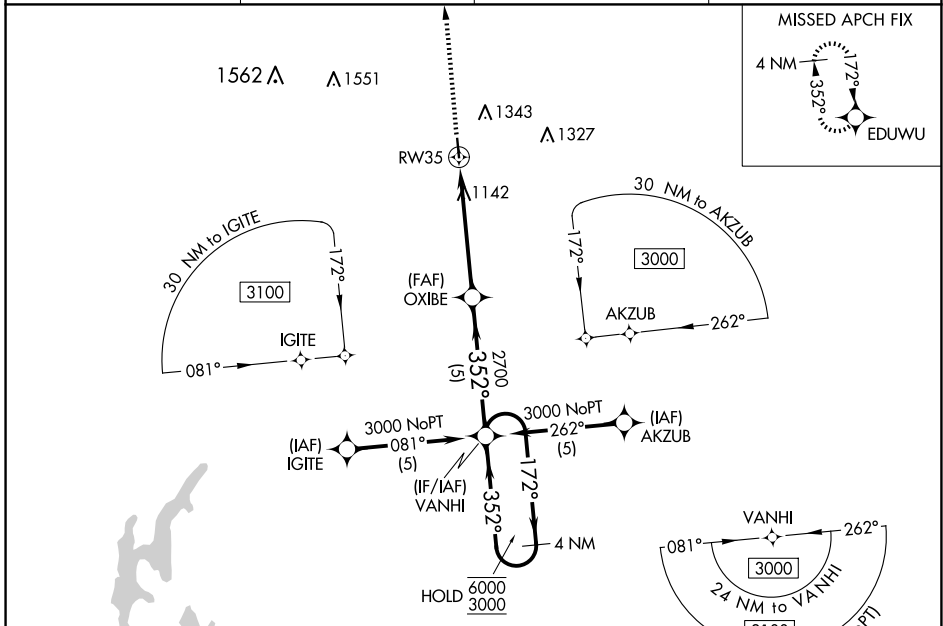 MISSED APCH FIX
4 NM
172°
352°
EDUWU
1562
1551
1343
1327
RW35
1142
30 NM to IGITE
172°
3100
IGITE
081°
30 NM to AKZUB
172°
3000
AKZUB
262°
(FAF)
OXIBE
352°
(5)
2700
3000 NoPT
081°
(5)
(IAF)
IGITE
3000 NoPT
262°
(5)
(IAF)
AKZUB
(IF/IAF)
VANHI
352°
172°
4 NM
HOLD
6000
3000
VANHI
081°
262°
3000
24 NM to VANHI